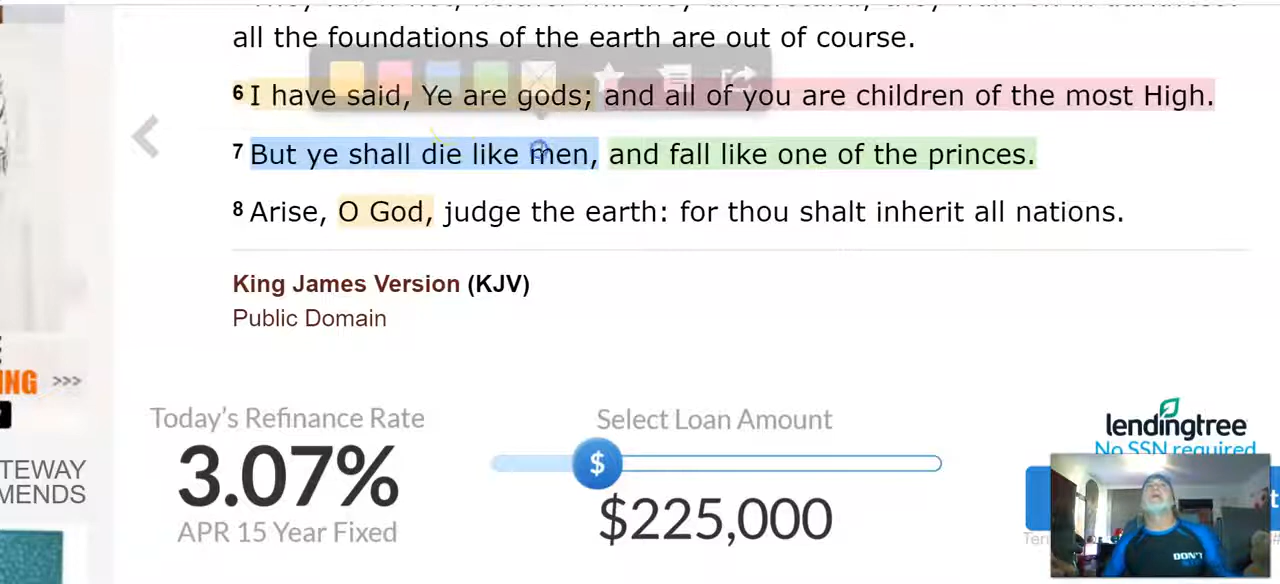 all the foundations of the earth are out of course.
6 I have said, Ye are gods; and all of you are children of the most High.
7 But ye shall die like men, and fall like one of the princes.
8 Arise, O God, judge the earth: for thou shalt inherit all nations.
King James Version (KJV)
Public Domain
ING >>>
Today's Refinance Rate
3.07%
APR 15 Year Fixed
Select Loan Amount
$
$225,000
lendingtree
No SSN required
TEWAY
MENDS
DON'T